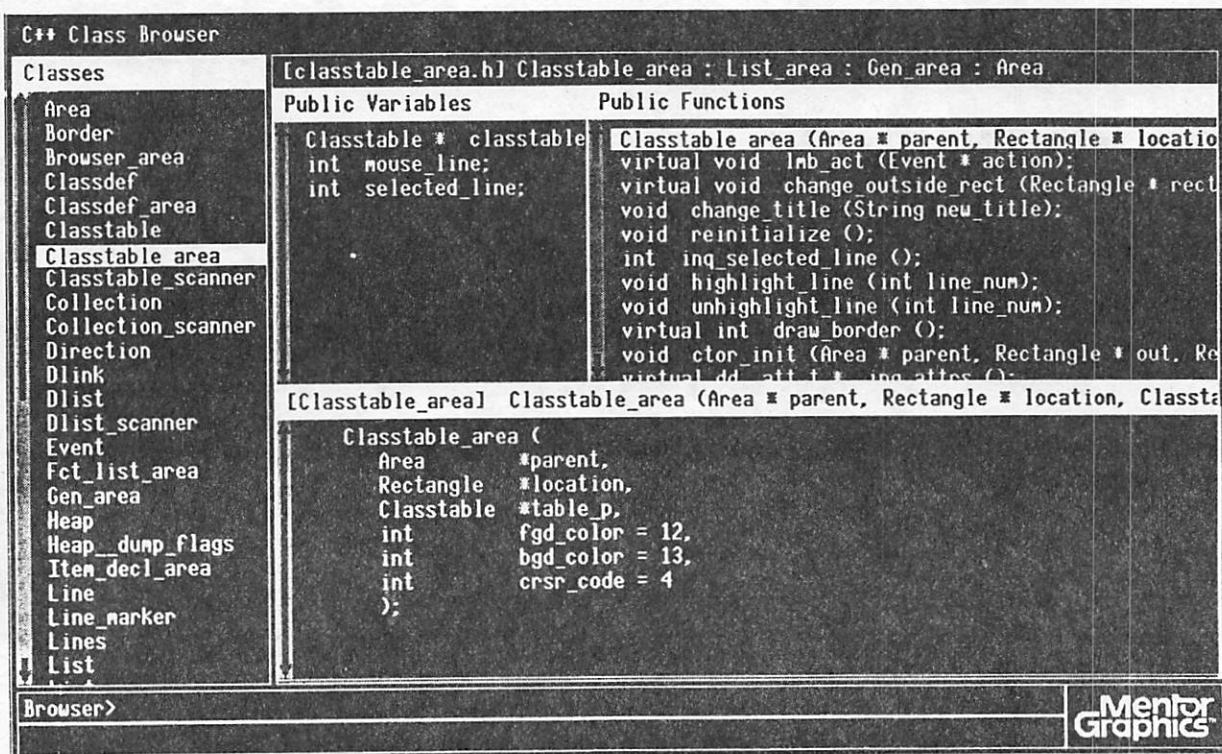 C++ Class Browser
Classes
Area
Border
Browser_area
Classdef
Classdef_area
Classtable
Classtable_area
Classtable_scanner
Collection
Collection_scanner
Direction
Dlink
Dlist
Dlist_scanner
Event
Fct_list_area
Gen_area
Heap
Heap__dump_flags
Item_decl_area
Line
Line_marker
Lines
List
[classtable_area.h] Classtable_area : List_area : Gen_area : Area
Public Variables
Classtable * classtable
int mouse_line;
int selected_line;
Public Functions
Classtable_area (Area * parent, Rectangle * locatio
virtual void lmb_act (Event * action);
virtual void change_outside_rect (Rectangle * rect
void change_title (String new_title);
void reinitialize ();
int inq_selected_line ();
void highlight_line (int line_num);
void unhighlight_line (int line_num);
virtual int draw_border ();
void ctor_init (Area * parent, Rectangle * out, Re
virtual dd_att_t * inq_attrs ();
[Classtable_area] Classtable_area (Area * parent, Rectangle * location, Classta
Classtable_area (
Area *parent,
Rectangle *location,
Classtable *table_p,
int fgd_color = 12,
int bgd_color = 13,
int crsr_code = 4
);
Browser>
Mentor
Graphics™